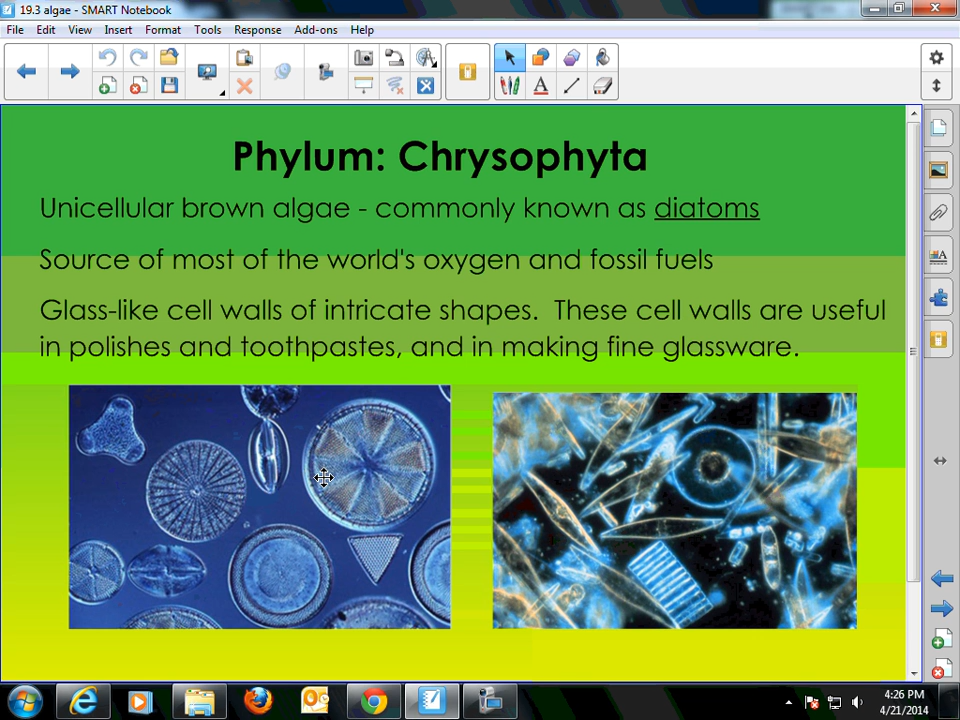 19.3 algae - SMART Notebook
File Edit View Insert Format Tools Response Add-ons Help
Phylum: Chrysophyta
Unicellular brown algae - commonly known as diatoms
Source of most of the world's oxygen and fossil fuels
Glass-like cell walls of intricate shapes.  These cell walls are useful
in polishes and toothpastes, and in making fine glassware.
4:26 PM
4/21/2014